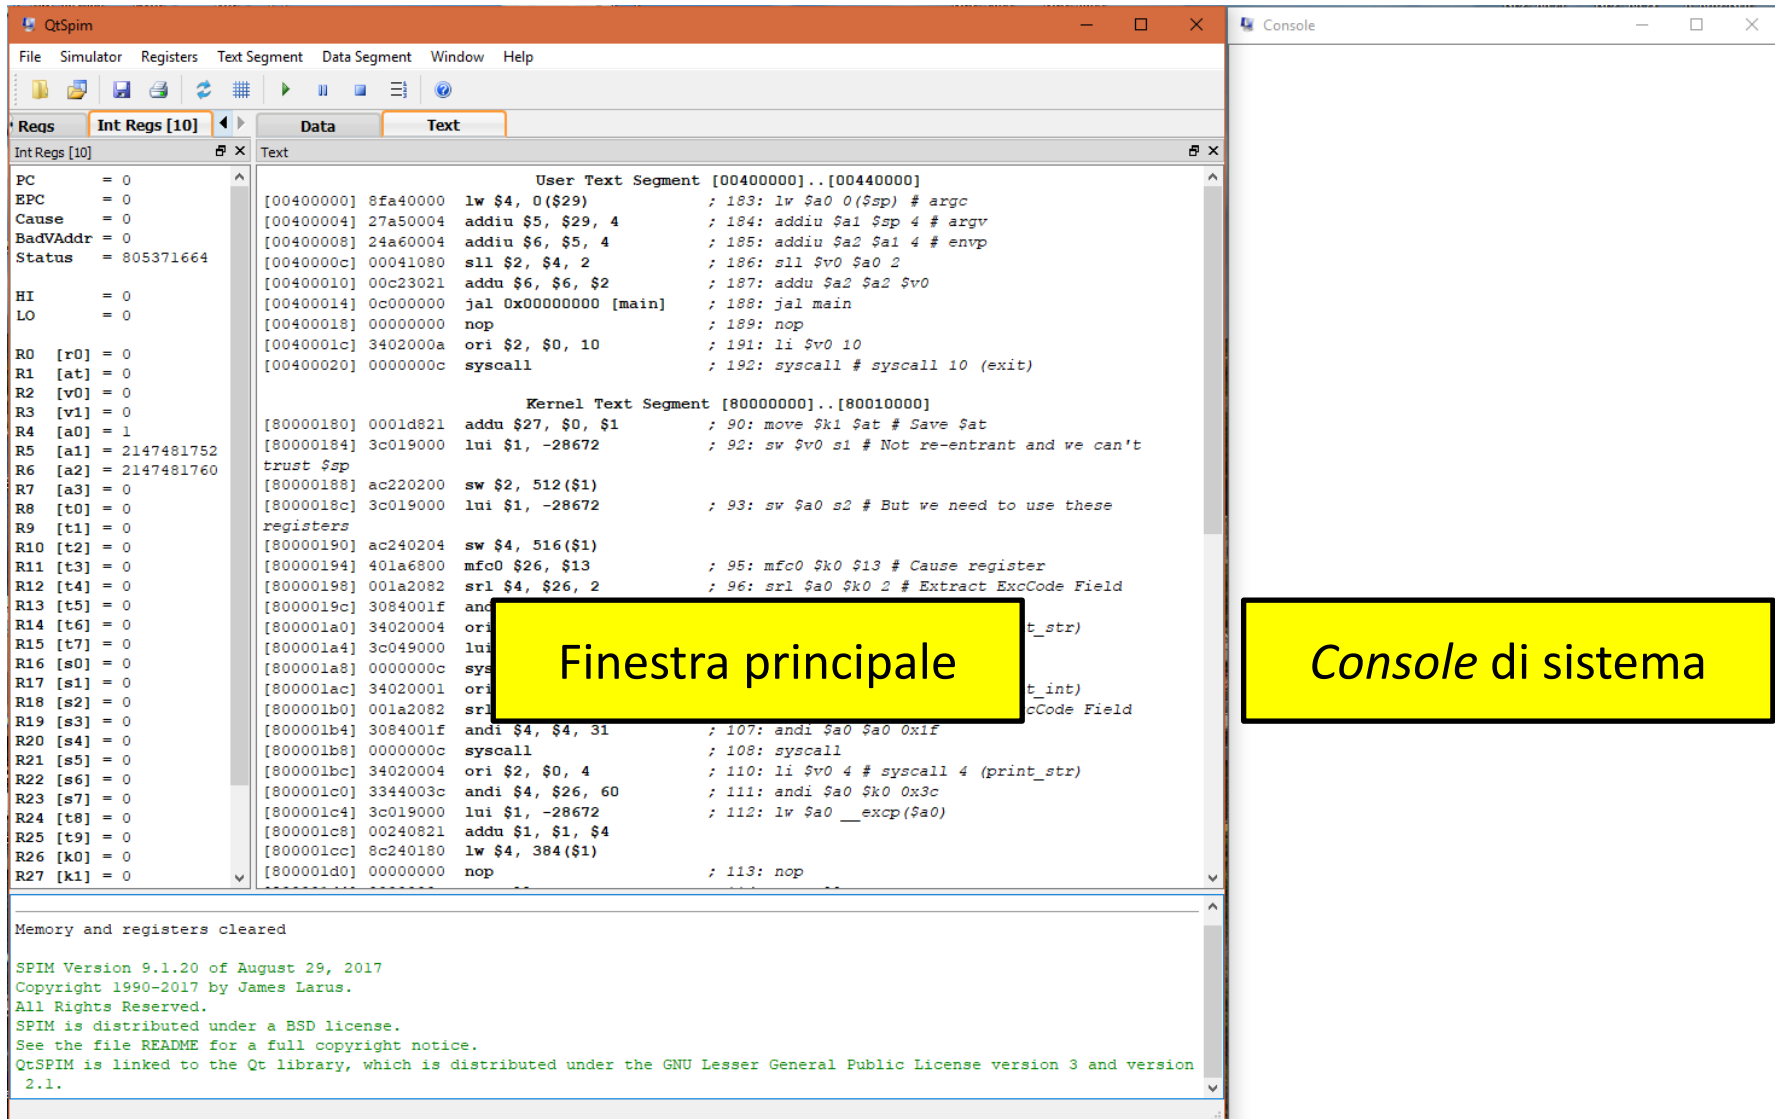 QtSpim
File Simulator Registers Text Segment Data Segment Window Help
Regs Int Regs [10]
Int Regs [10]
PC = 0
EPC = 0
Cause = 0
BadVAddr = 0
Status = 805371664
HI = 0
LO = 0
R0 [r0] = 0
R1 [at] = 0
R2 [v0] = 0
R3 [v1] = 0
R4 [a0] = 1
R5 [a1] = 2147481752
R6 [a2] = 2147481760
R7 [a3] = 0
R8 [t0] = 0
R9 [t1] = 0
R10 [t2] = 0
R11 [t3] = 0
R12 [t4] = 0
R13 [t5] = 0
R14 [t6] = 0
R15 [t7] = 0
R16 [s0] = 0
R17 [s1] = 0
R18 [s2] = 0
R19 [s3] = 0
R20 [s4] = 0
R21 [s5] = 0
R22 [s6] = 0
R23 [s7] = 0
R24 [t8] = 0
R25 [t9] = 0
R26 [k0] = 0
R27 [k1] = 0
Data Text
Text
User Text Segment [00400000]..[00440000]
[00400000] 8fa40000 lw $4, 0($29) ; 183: lw $a0 0($sp) # argc
[00400004] 27a50004 addiu $5, $29, 4 ; 184: addiu $a1 $sp 4 # argv
[00400008] 24a60004 addiu $6, $5, 4 ; 185: addiu $a2 $a1 4 # envp
[0040000c] 00041080 sll $2, $4, 2 ; 186: sll $v0 $a0 2
[00400010] 00c23021 addu $6, $6, $2 ; 187: addu $a2 $a2 $v0
[00400014] 0c000000 jal 0x00000000 [main] ; 188: jal main
[00400018] 00000000 nop ; 189: nop
[0040001c] 3402000a ori $2, $0, 10 ; 191: li $v0 10
[00400020] 0000000c syscall ; 192: syscall # syscall 10 (exit)
Kernel Text Segment [80000000]..[80010000]
[80000180] 0001d821 addu $27, $0, $1 ; 90: move $k1 $at # Save $at
[80000184] 3c019000 lui $1, -28672 ; 92: sw $v0 s1 # Not re-entrant and we can't
trust $sp
[80000188] ac220200 sw $2, 512($1)
[8000018c] 3c019000 lui $1, -28672 ; 93: sw $a0 s2 # But we need to use these
registers
[80000190] ac240204 sw $4, 516($1)
[80000194] 401a6800 mfc0 $26, $13 ; 95: mfc0 $k0 $13 # Cause register
[80000198] 001a2082 srl $4, $26, 2 ; 96: srl $a0 $k0 2 # Extract ExcCode Field
[8000019c] 3084001f and
[800001a0] 34020004 ori t_str)
[800001a4] 3c049000 lui
[800001a8] 0000000c sys
[800001ac] 34020001 ori t_int)
[800001b0] 001a2082 srl cCode Field
[800001b4] 3084001f andi $4, $4, 31 ; 107: andi $a0 $a0 0x1f
[800001b8] 0000000c syscall ; 108: syscall
[800001bc] 34020004 ori $2, $0, 4 ; 110: li $v0 4 # syscall 4 (print_str)
[800001c0] 3344003c andi $4, $26, 60 ; 111: andi $a0 $k0 0x3c
[800001c4] 3c019000 lui $1, -28672 ; 112: lw $a0 __excp($a0)
[800001c8] 00240821 addu $1, $1, $4
[800001cc] 8c240180 lw $4, 384($1)
[800001d0] 00000000 nop ; 113: nop
Finestra principale
Memory and registers cleared
SPIM Version 9.1.20 of August 29, 2017
Copyright 1990-2017 by James Larus.
All Rights Reserved.
SPIM is distributed under a BSD license.
See the file README for a full copyright notice.
QtSPIM is linked to the Qt library, which is distributed under the GNU Lesser General Public License version 3 and version
2.1.
Console
Console di sistema